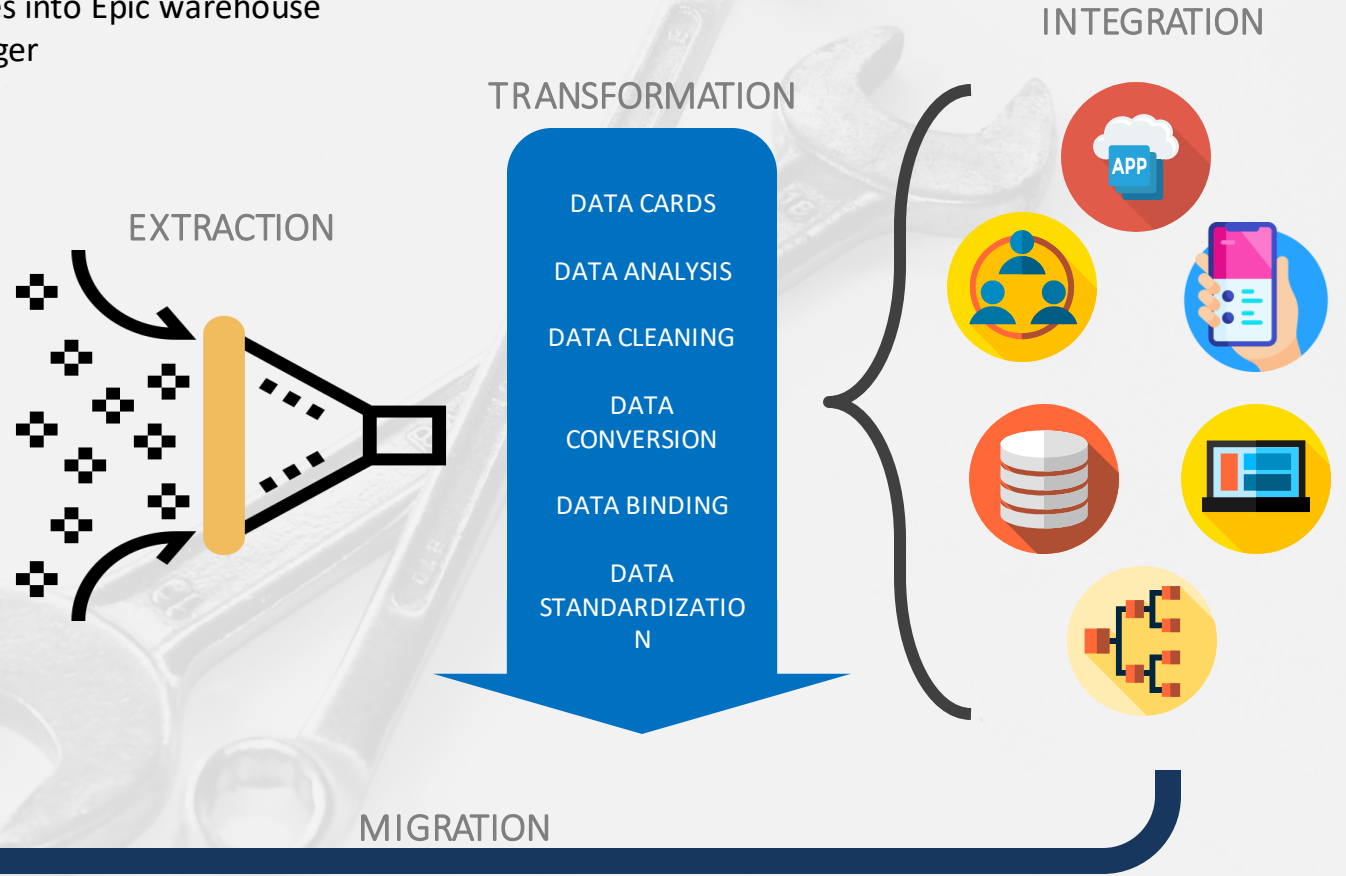 into Epic warehouse
INTEGRATION
TRANSFORMATION
EXTRACTION
APP
DATA CARDS
DATA ANALYSIS
DATA CLEANING
DATA
CONVERSION
DATA BINDING
DATA
STANDARDIZATIO
N
MIGRATION